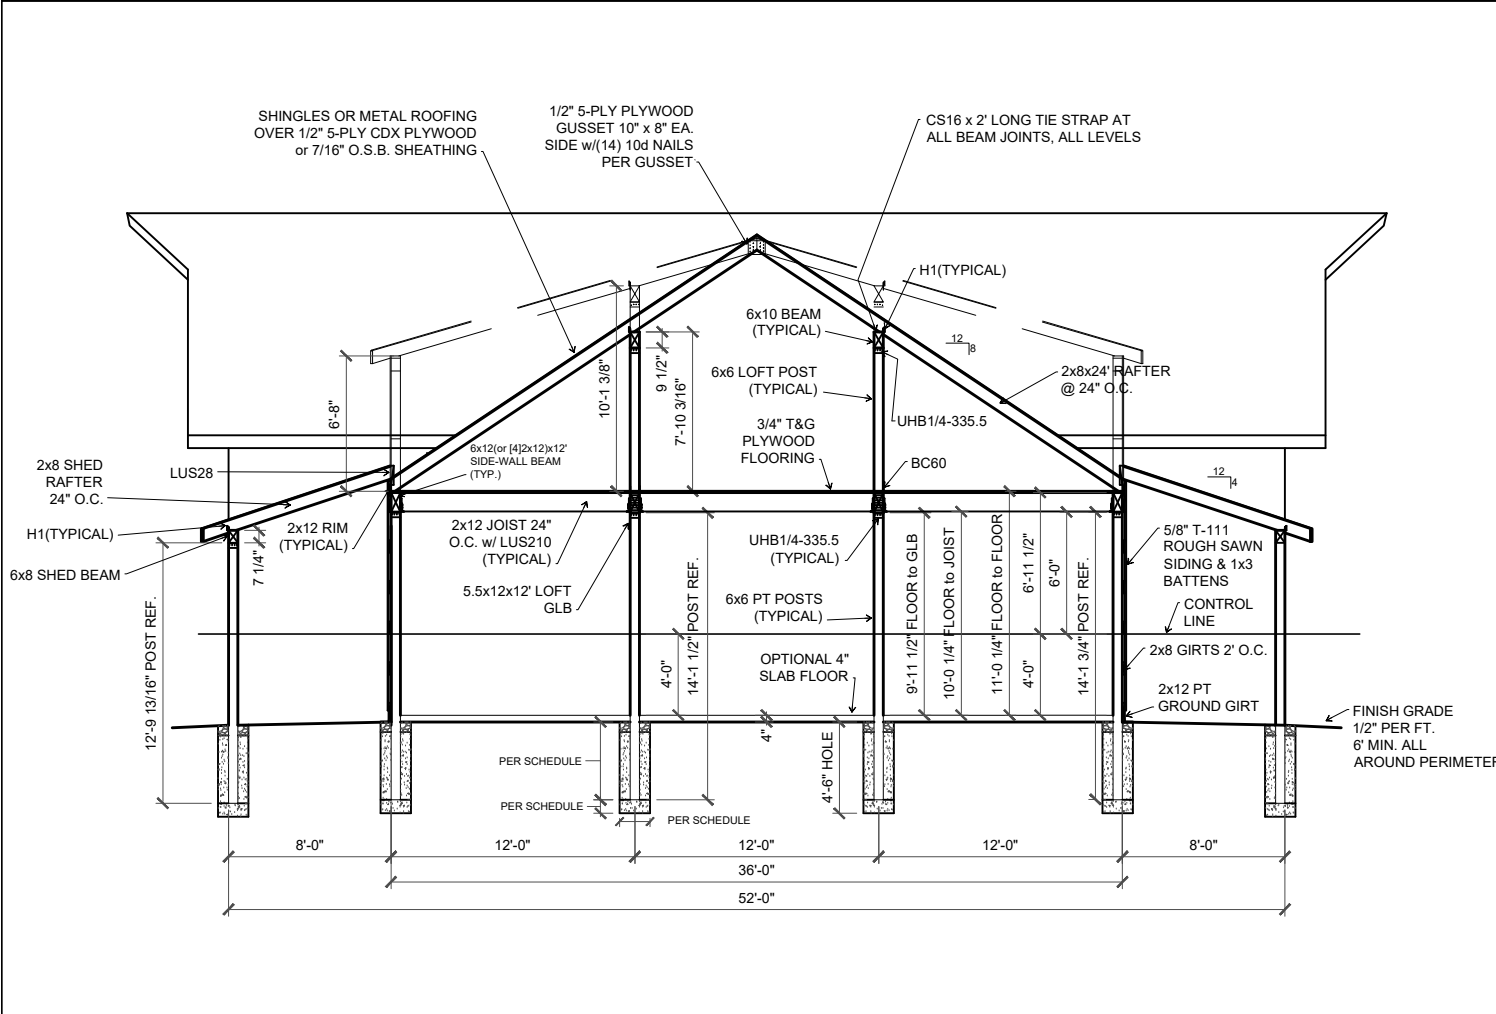 SHINGLES OR METAL ROOFING
OVER 1/2" 5-PLY CDX PLYWOOD
or 7/16" O.S.B. SHEATHING
1/2" 5-PLY PLYWOOD
GUSSET 10" x 8" EA.
SIDE w/(14) 10d NAILS
PER GUSSET
CS16 x 2' LONG TIE STRAP AT
ALL BEAM JOINTS, ALL LEVELS
H1(TYPICAL)
6x10 BEAM
(TYPICAL)
12
8
6x6 LOFT POST
(TYPICAL)
2x8x24' RAFTER
@ 24" O.C.
UHB1/4-335.5
3/4" T&G
PLYWOOD
FLOORING
BC60
6'-8"
10'-1 3/8"
9 1/2"
7'-10 3/16"
6x12(or [4]2x12)x12'
SIDE-WALL BEAM
(TYP.)
2x8 SHED
RAFTER
24" O.C.
LUS28
12
4
H1(TYPICAL)
2x12 RIM
(TYPICAL)
2x12 JOIST 24"
O.C. w/ LUS210
(TYPICAL)
UHB1/4-335.5
(TYPICAL)
5/8" T-111
ROUGH SAWN
SIDING & 1x3
BATTENS
6x8 SHED BEAM
7 1/4"
5.5x12x12' LOFT
GLB
6x6 PT POSTS
(TYPICAL)
CONTROL
LINE
2x8 GIRTS 2' O.C.
OPTIONAL 4"
SLAB FLOOR
2x12 PT
GROUND GIRT
12'-9 13/16" POST REF.
4'-0"
14'-1 1/2" POST REF.
9'-11 1/2" FLOOR to GLB
10'-0 1/4" FLOOR to JOIST
11'-0 1/4" FLOOR to FLOOR
6'-11 1/2"
4'-0"
6'-0"
14'-1 3/4" POST REF.
FINISH GRADE
1/2" PER FT.
6' MIN. ALL
AROUND PERIMETER
4"
4'-6" HOLE
PER SCHEDULE
PER SCHEDULE
PER SCHEDULE
8'-0"
12'-0"
12'-0"
12'-0"
8'-0"
36'-0"
52'-0"